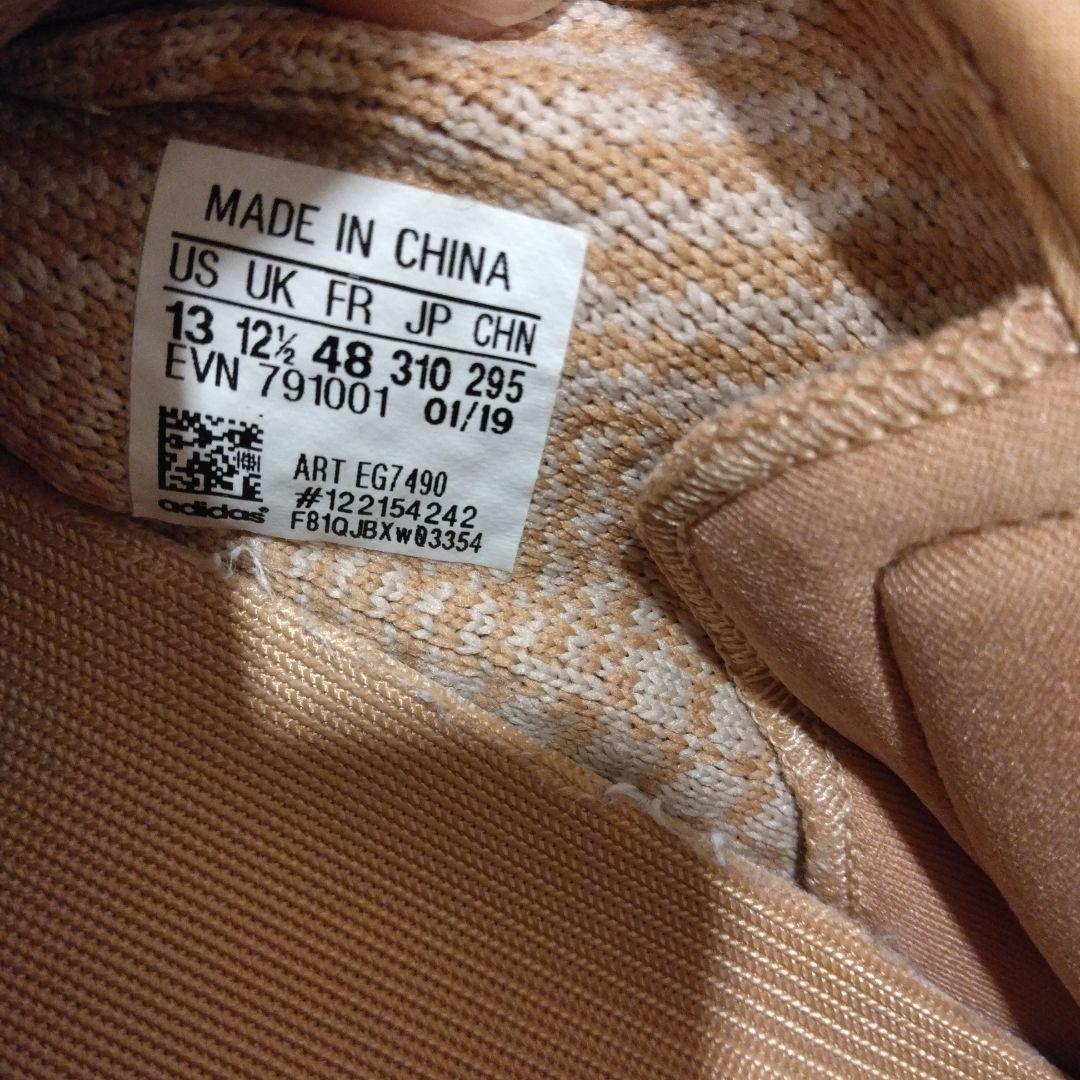 MADE IN CHINA
US UK FR JP CHN
13 12½ 48 310 295
EVN 791001 01/19
ART EG7490
#122154242
adidas